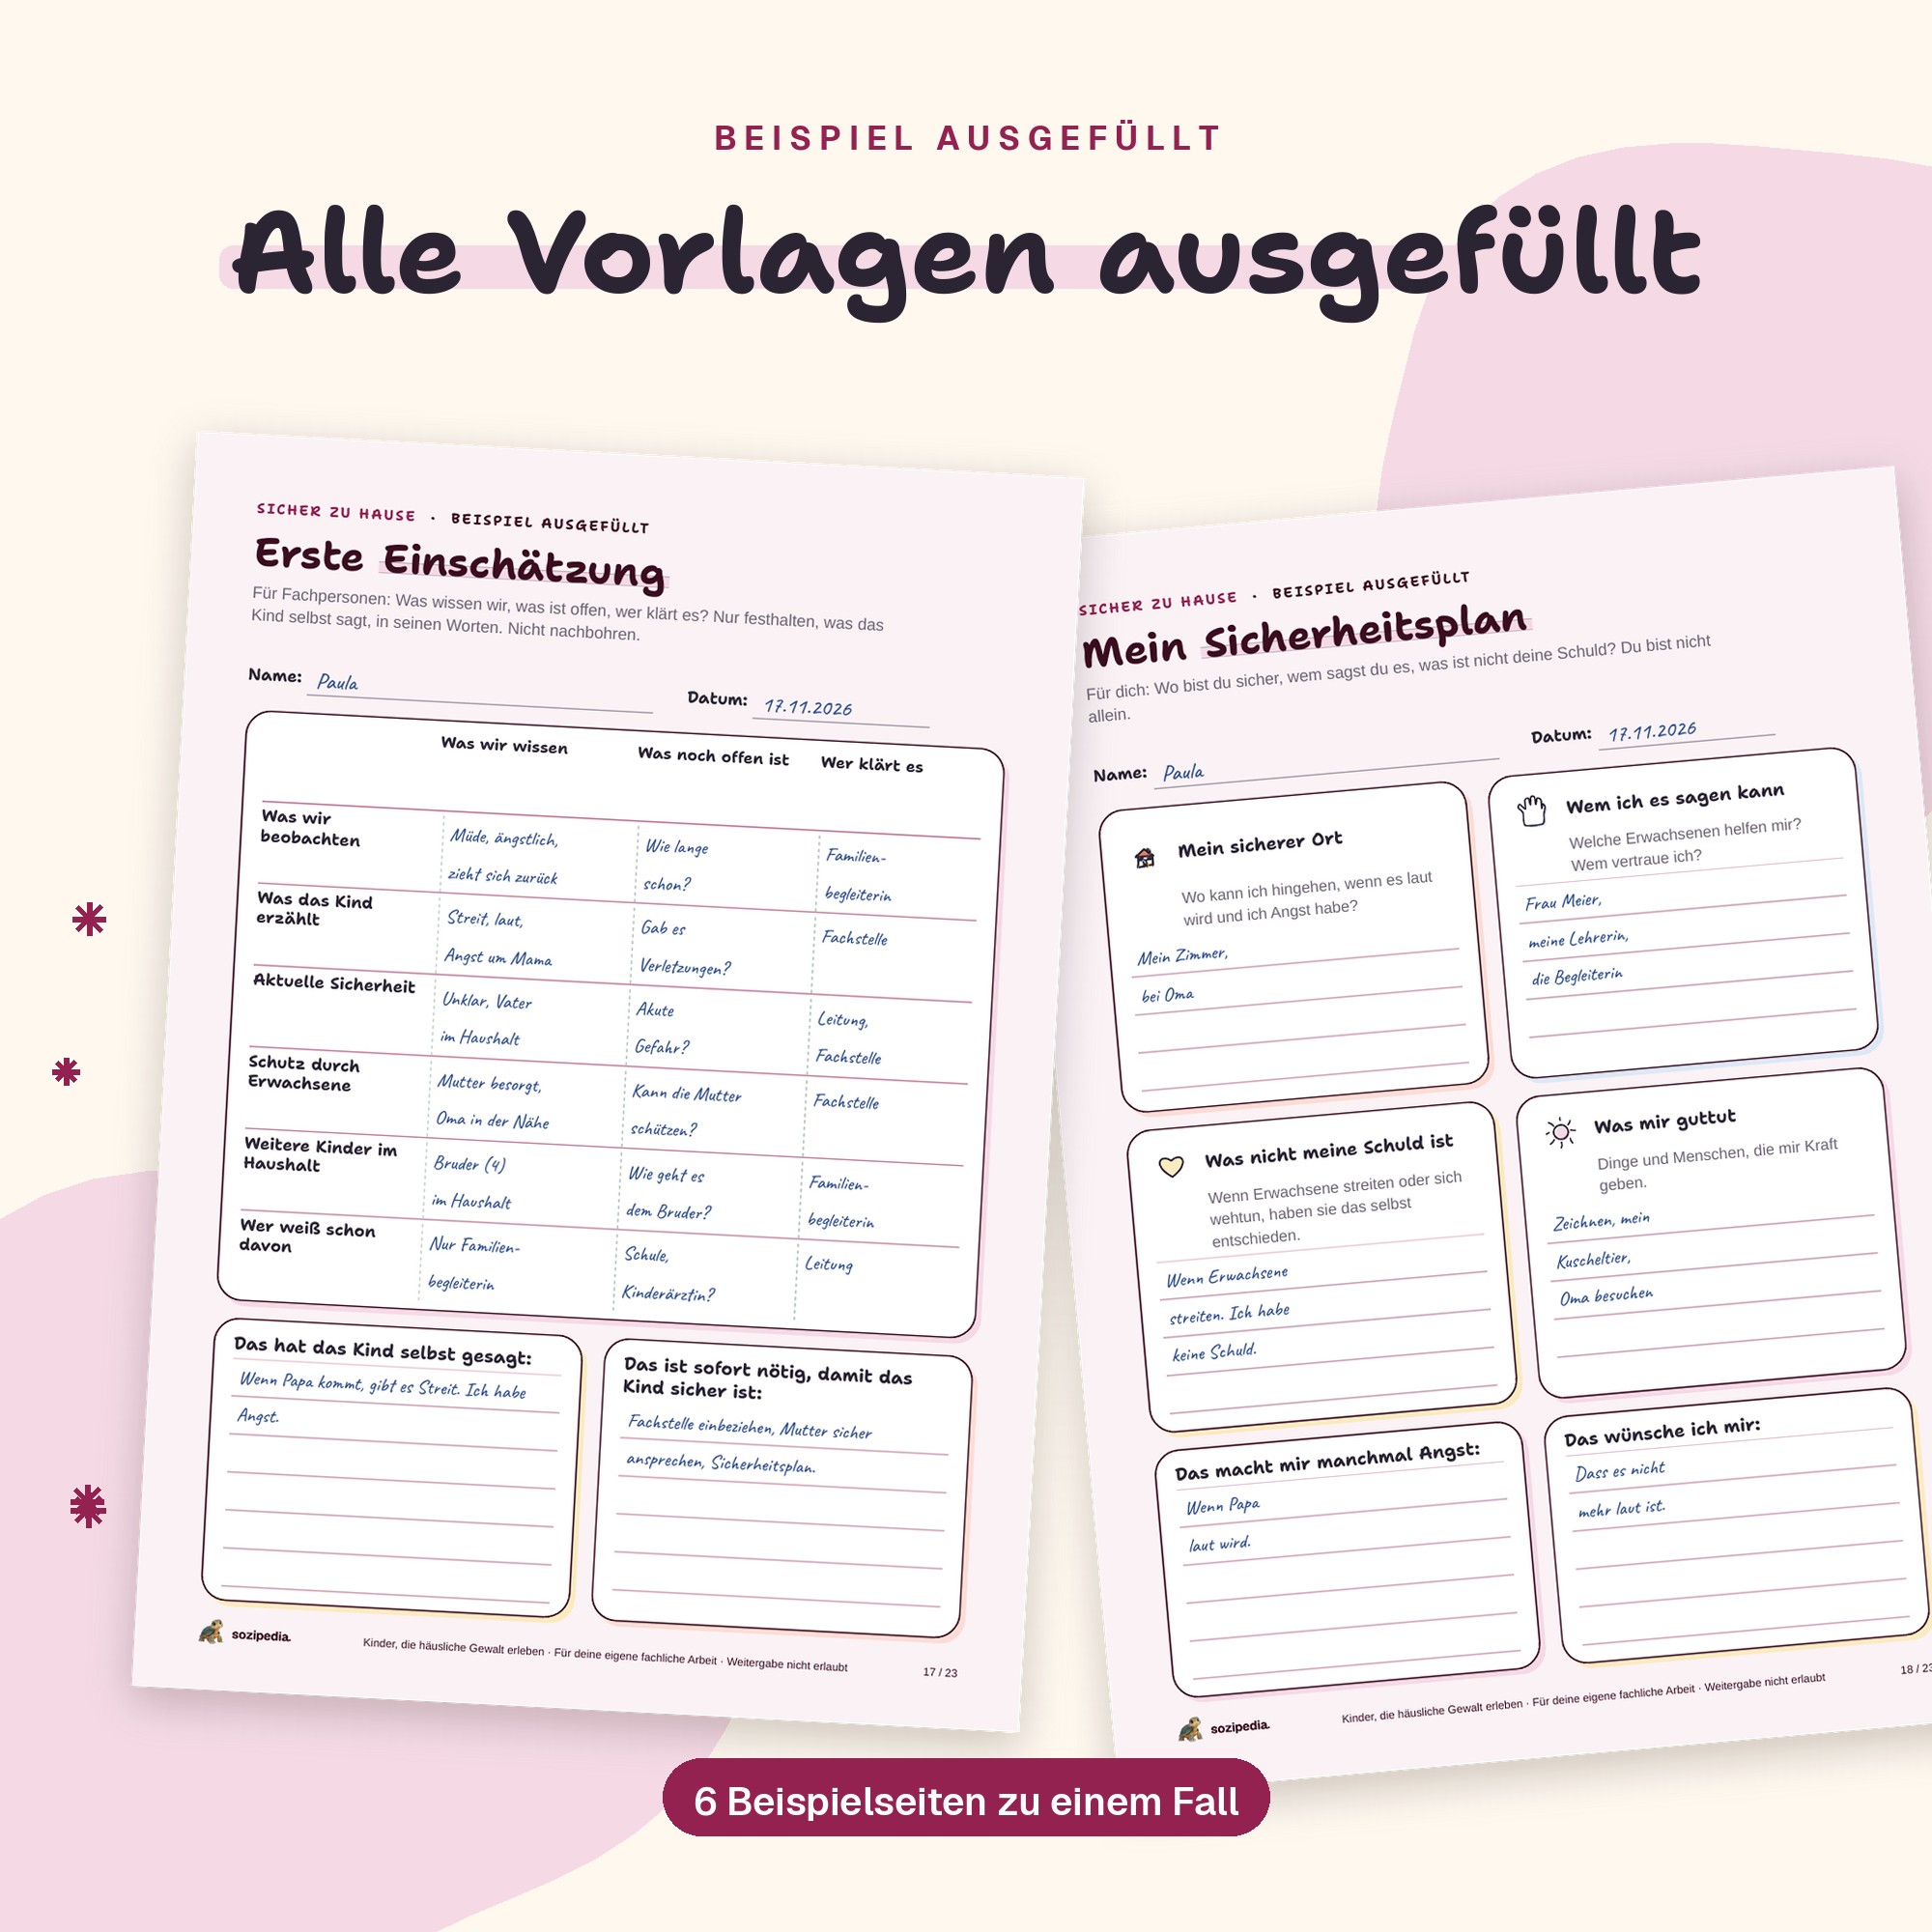 BEISPIEL AUSGEFÜLLT
Alle Vorlagen ausgefüllt
SICHER ZU HAUSE · BEISPIEL AUSGEFÜLLT
Erste Einschätzung
Für Fachpersonen: Was wissen wir, was ist offen, wer klärt es? Nur festhalten, was das
Kind selbst sagt, in seinen Worten. Nicht nachbohren.
Name: Paula Datum: 17.11.2026
Was wir wissen Was noch offen ist Wer klärt es
Was wir
beobachten
Müde, ängstlich,
zieht sich zurück
Wie lange
schon?
Familien-
begleiterin
Was das Kind
erzählt
Streit, laut,
Angst um Mama
Gab es
Verletzungen?
Fachstelle
Aktuelle Sicherheit
Unklar, Vater
im Haushalt
Akute
Gefahr?
Leitung,
Fachstelle
Schutz durch
Erwachsene
Mutter besorgt,
Oma in der Nähe
Kann die Mutter
schützen?
Fachstelle
Weitere Kinder im
Haushalt
Bruder (4)
im Haushalt
Wie geht es
dem Bruder?
Familien-
begleiterin
Wer weiß schon
davon
Nur Familien-
begleiterin
Schule,
Kinderärztin?
Leitung
Das hat das Kind selbst gesagt:
Wenn Papa kommt, gibt es Streit. Ich habe
Angst.
Das ist sofort nötig, damit das
Kind sicher ist:
Fachstelle einbeziehen, Mutter sicher
ansprechen, Sicherheitsplan.
sozipedia.
Kinder, die häusliche Gewalt erleben · Für deine eigene fachliche Arbeit · Weitergabe nicht erlaubt
17 / 23
SICHER ZU HAUSE · BEISPIEL AUSGEFÜLLT
Mein Sicherheitsplan
Für dich: Wo bist du sicher, wem sagst du es, was ist nicht deine Schuld? Du bist nicht
allein.
Name: Paula Datum: 17.11.2026
Mein sicherer Ort
Wo kann ich hingehen, wenn es laut
wird und ich Angst habe?
Mein Zimmer,
bei Oma
Wem ich es sagen kann
Welche Erwachsenen helfen mir?
Wem vertraue ich?
Frau Meier,
meine Lehrerin,
die Begleiterin
Was nicht meine Schuld ist
Wenn Erwachsene streiten oder sich
wehtun, haben sie das selbst
entschieden.
Wenn Erwachsene
streiten. Ich habe
keine Schuld.
Was mir guttut
Dinge und Menschen, die mir Kraft
geben.
Zeichnen, mein
Kuscheltier,
Oma besuchen
Das macht mir manchmal Angst:
Wenn Papa
laut wird.
Das wünsche ich mir:
Dass es nicht
mehr laut ist.
sozipedia.
Kinder, die häusliche Gewalt erleben · Für deine eigene fachliche Arbeit · Weitergabe nicht erlaubt
18 / 23
6 Beispielseiten zu einem Fall